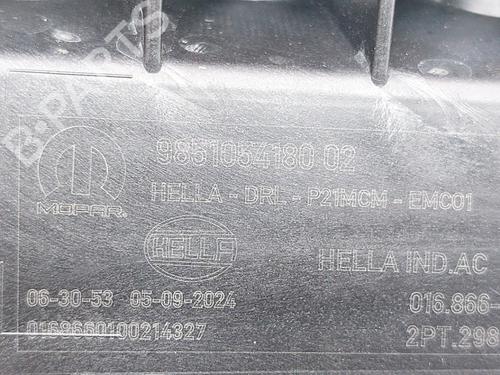 9851054180 02
HELLA - DRL - P21MCM - EMC01
MOPAR.
HELLA
HELLA IND.AC
06-30-53 05-09-2024
016.866
0168660100214327
2PT.298
B-PARTS